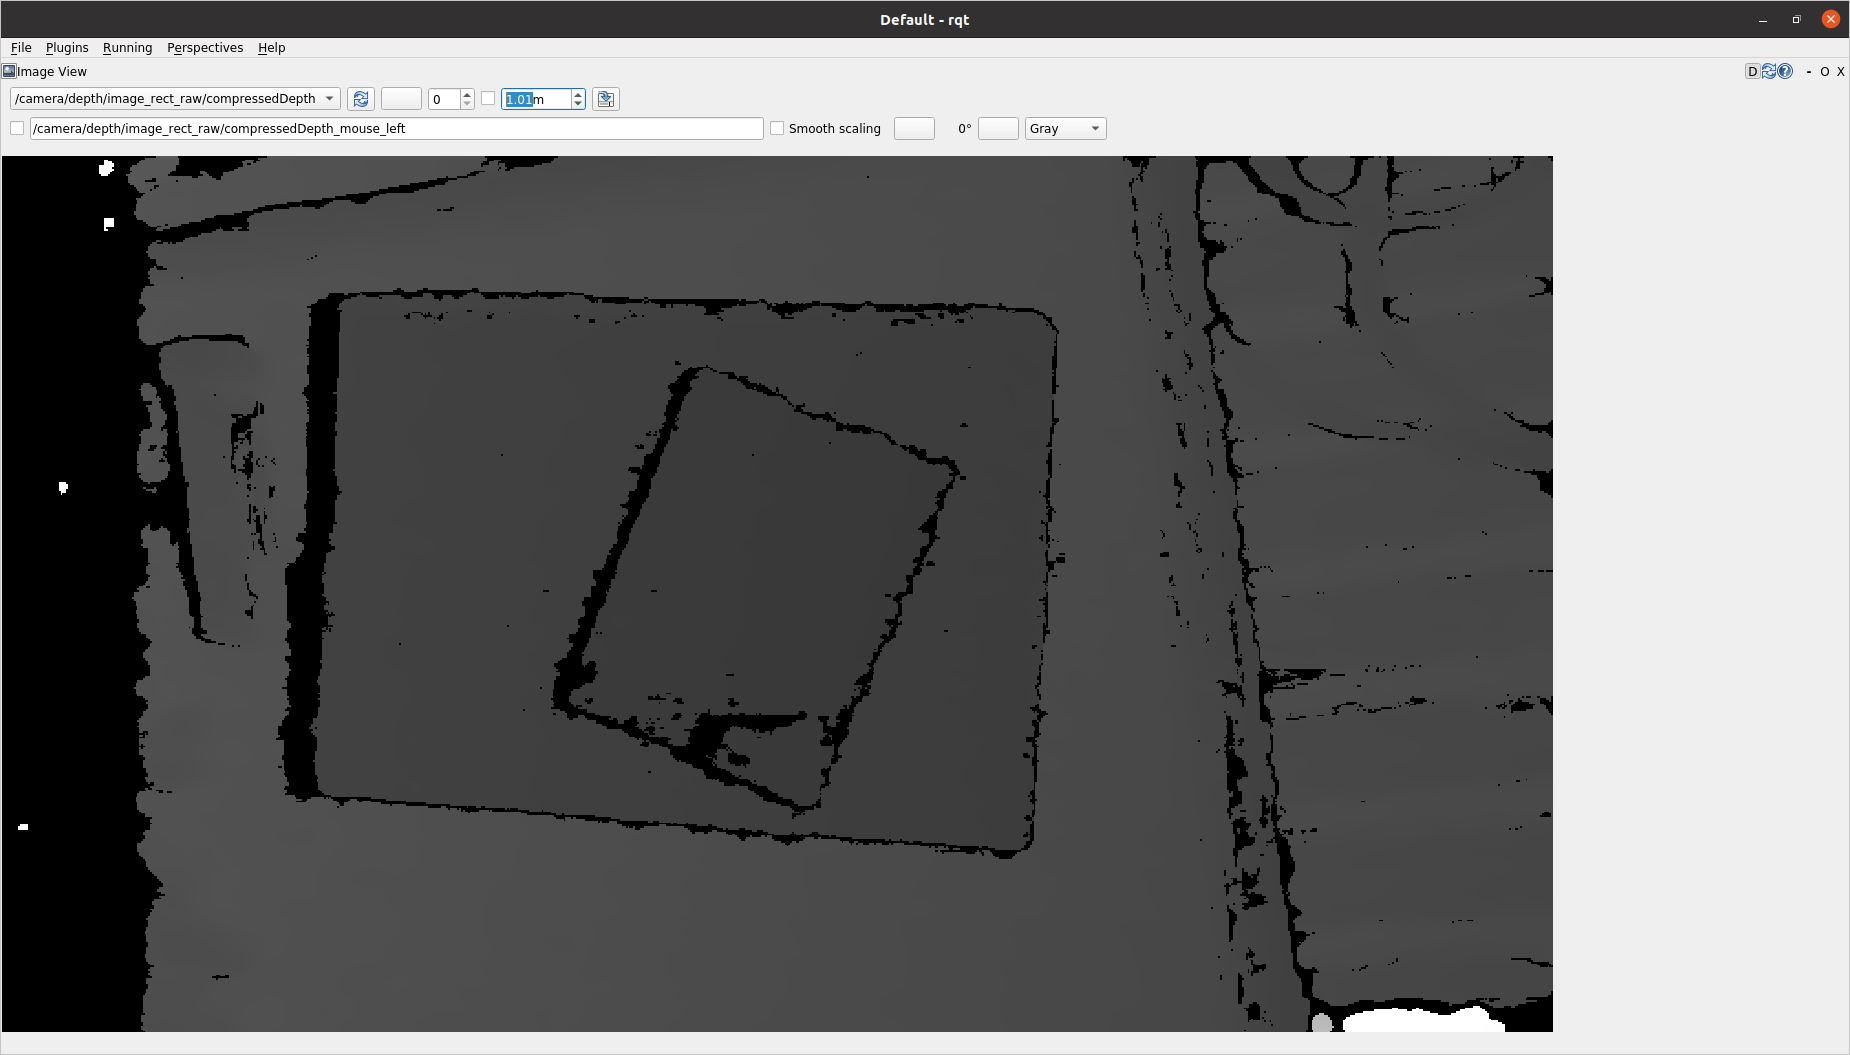 Default - rqt
File Plugins Running Perspectives Help
Image View D - O X
/camera/depth/image_rect_raw/compressedDepth 0 1.01m
/camera/depth/image_rect_raw/compressedDepth_mouse_left Smooth scaling 0° Gray